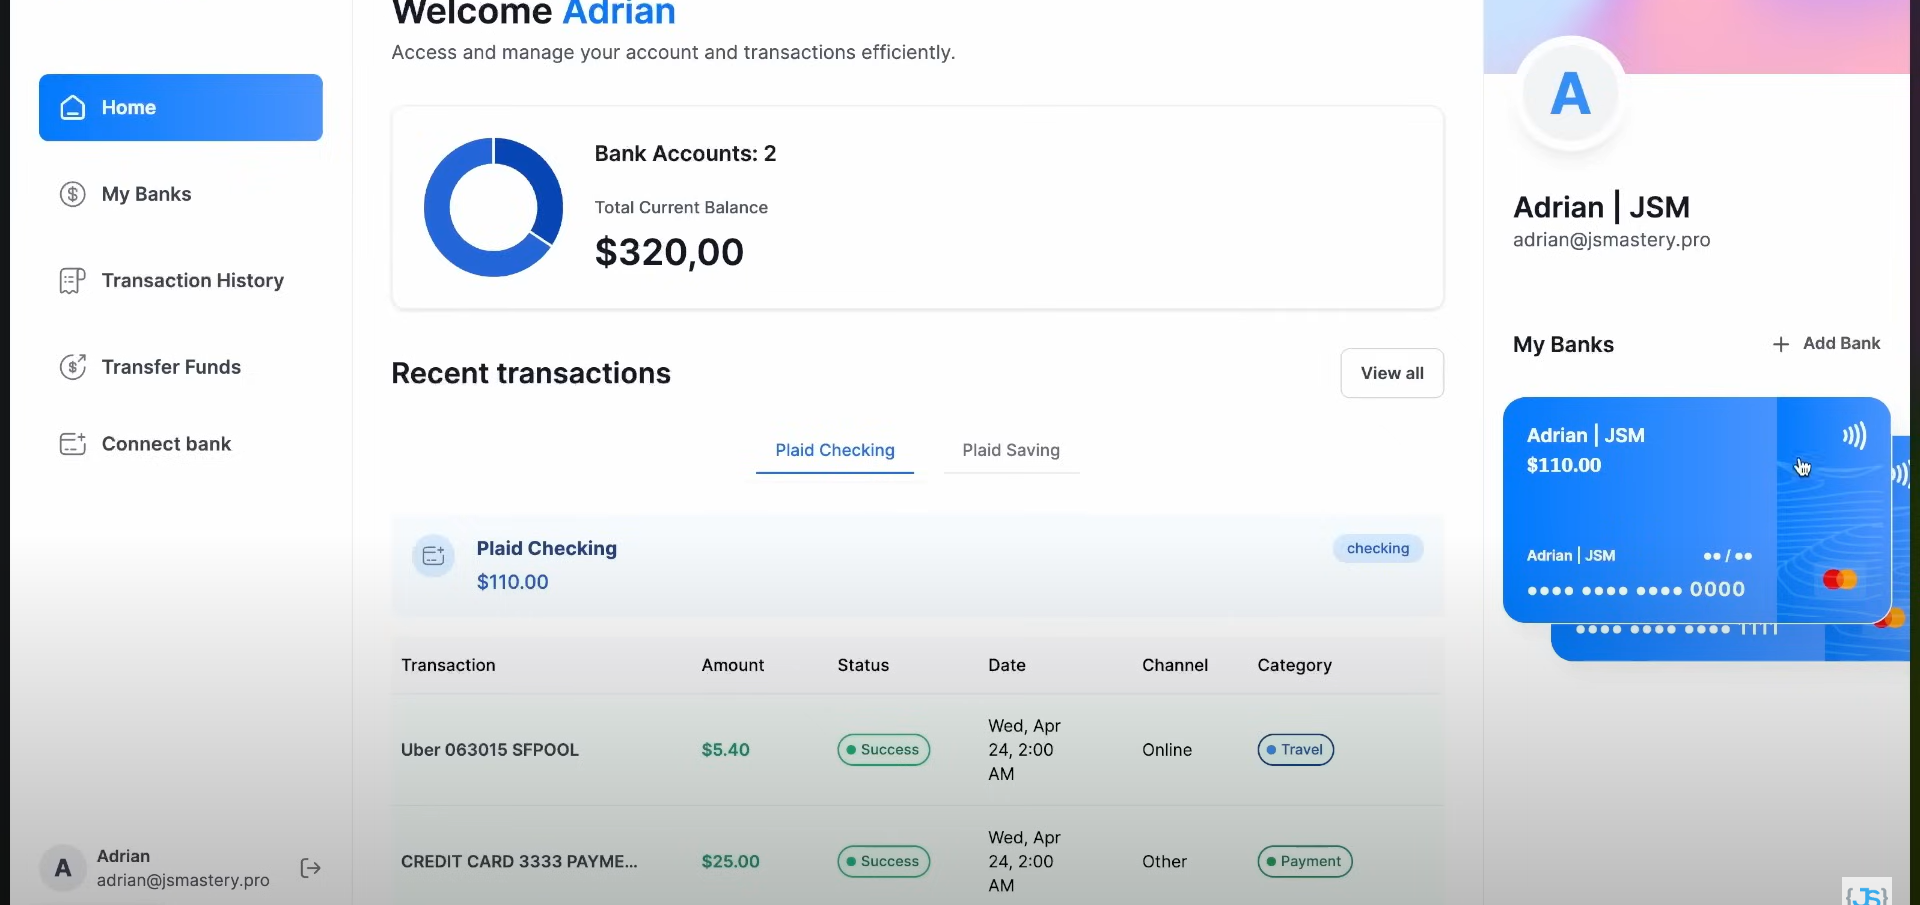 Welcome Adrian
Access and manage your account and transactions efficiently.
Home
My Banks
Transaction History
Transfer Funds
Connect bank
Adrian
adrian@jsmastery.pro
A
Bank Accounts: 2
Total Current Balance
$320,00
Recent transactions
View all
Plaid Checking
Plaid Saving
Plaid Checking
$110.00
checking
Transaction Amount Status Date Channel Category
Uber 063015 SFPOOL $5.40 Success Wed, Apr 24, 2:00 AM Online Travel
CREDIT CARD 3333 PAYME... $25.00 Success Wed, Apr 24, 2:00 AM Other Payment
A
Adrian | JSM
adrian@jsmastery.pro
My Banks
+ Add Bank
Adrian | JSM
$110.00
Adrian | JSM ●● / ●●
●●●● ●●●● ●●●● 0000
{JS}